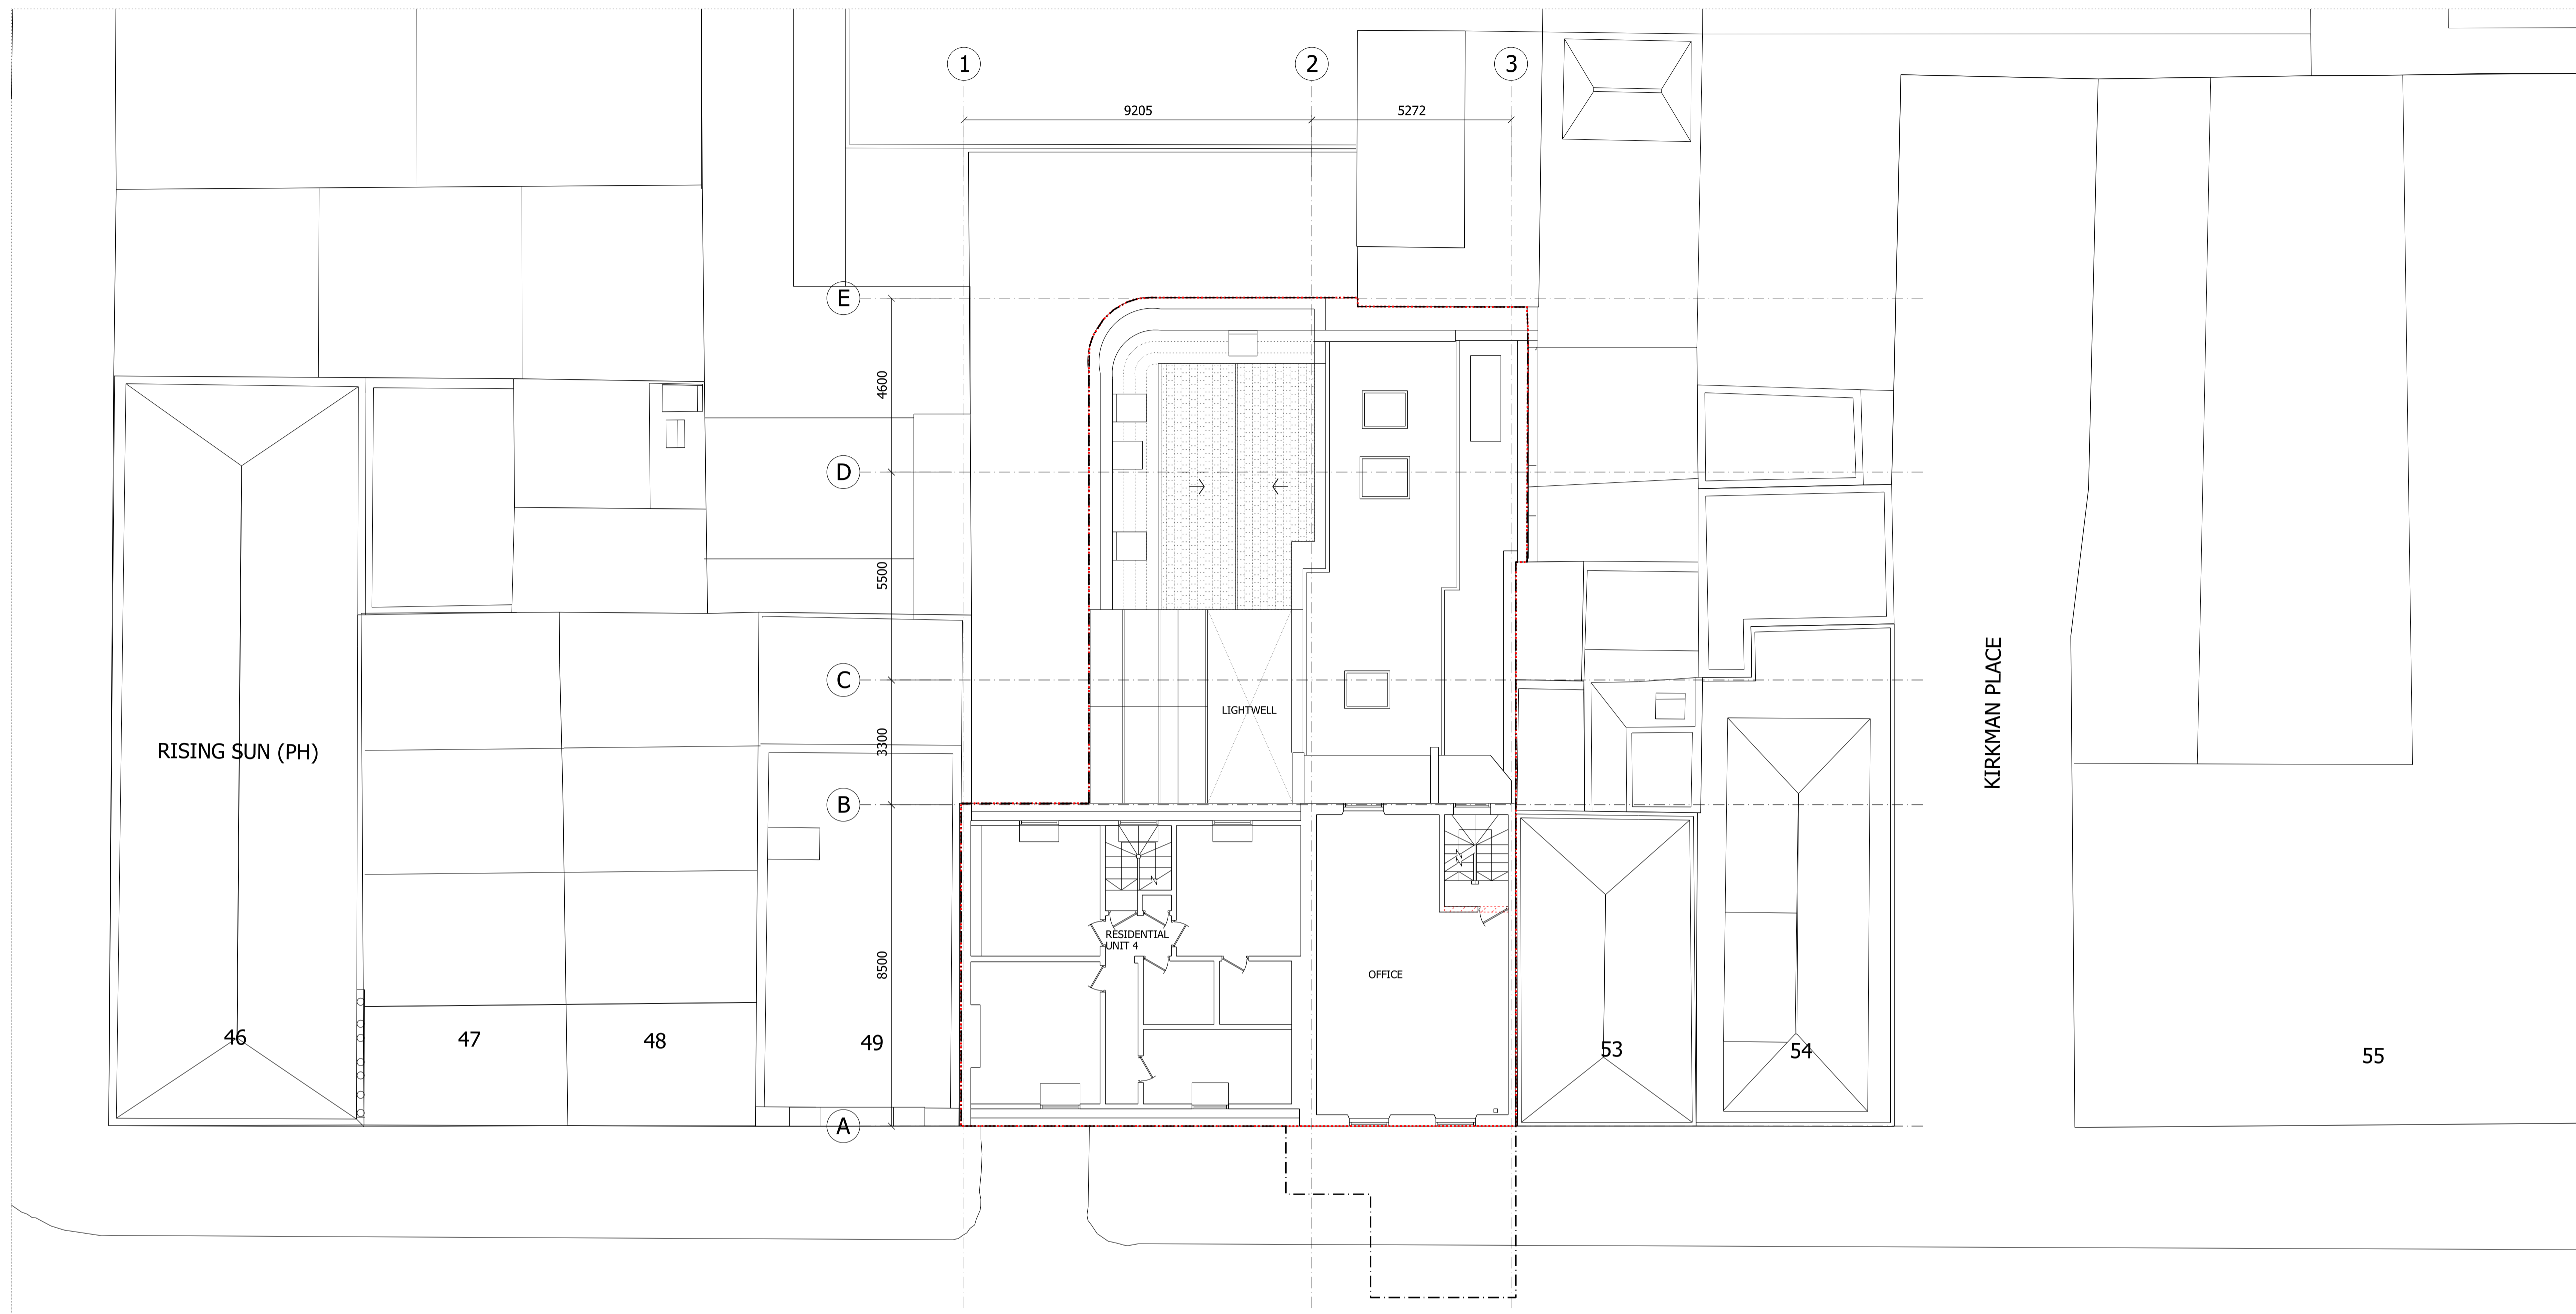 1
2
3
9205
5272
E
4600
D
5500
C
LIGHTWELL
3300
RISING SUN (PH)
KIRKMAN PLACE
B
RESIDENTIAL
UNIT 4
8500
OFFICE
46
47
48
49
53
54
55
A